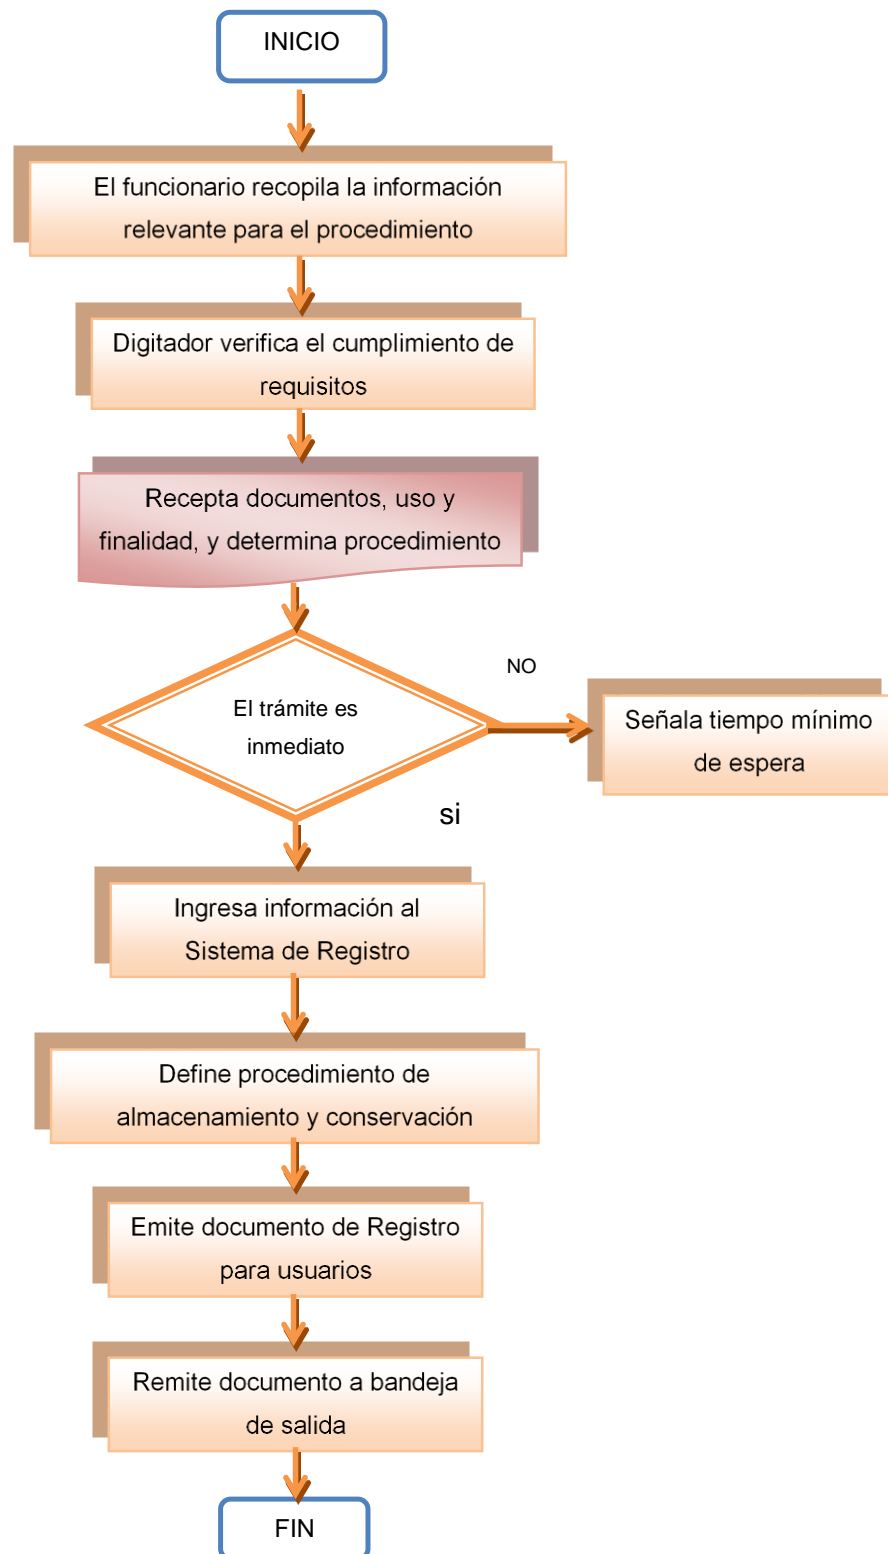 INICIO
El funcionario recopila la información
relevante para el procedimiento
Digitador verifica el cumplimiento de
requisitos
Recepta documentos, uso y
finalidad, y determina procedimiento
El trámite es
inmediato
NO
Señala tiempo mínimo
de espera
si
Ingresa información al
Sistema de Registro
Define procedimiento de
almacenamiento y conservación
Emite documento de Registro
para usuarios
Remite documento a bandeja
de salida
FIN